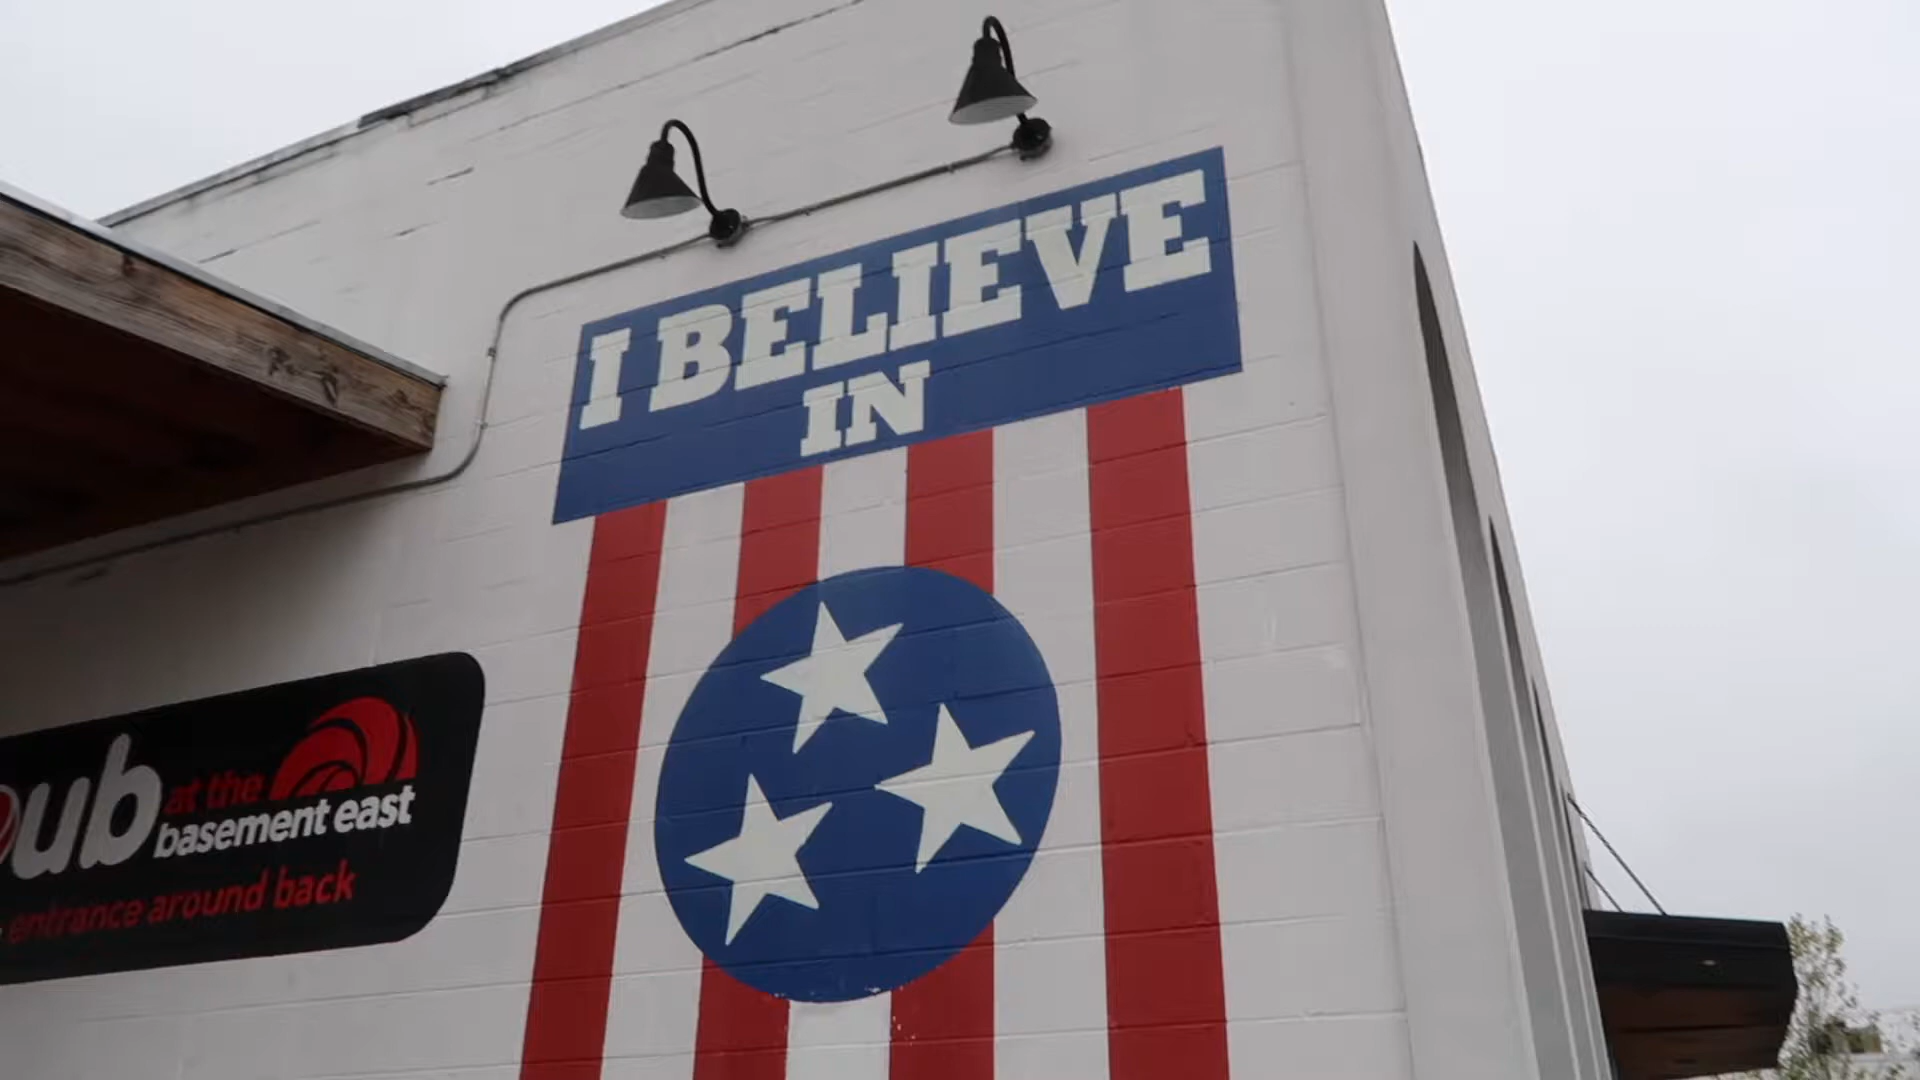 I BELIEVE
IN
ub at the
basement east
entrance around back